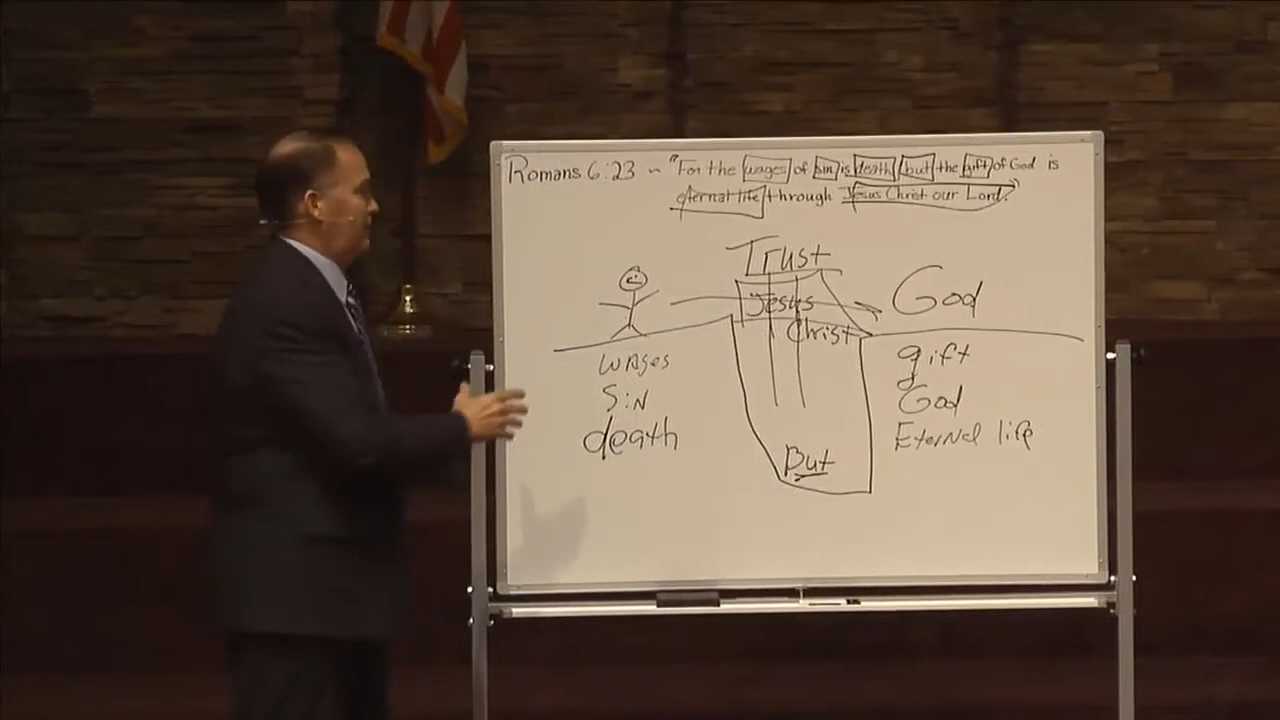 Romans 6:23 ~ "For the wages of sin is death but the gift of God is
eternal life through Jesus Christ our Lord."
Trust
Jesus
Christ
God
wages
Sin
death
But
gift
God
Eternal life